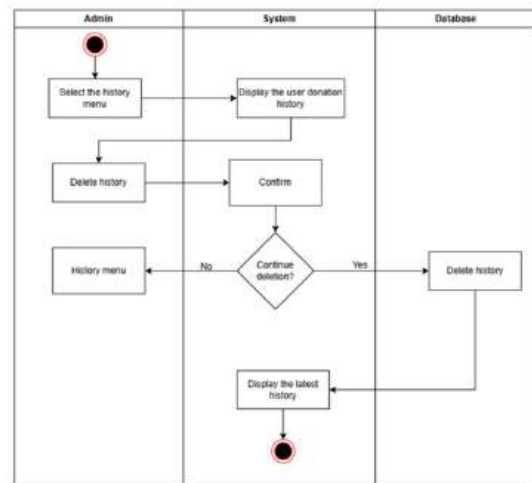 Admin
System
Database
Select the history
menu
Display the user donation
history
Delete history
Confirm
History menu
No
Continue
deletion?
Yes
Delete history
Display the latest
history